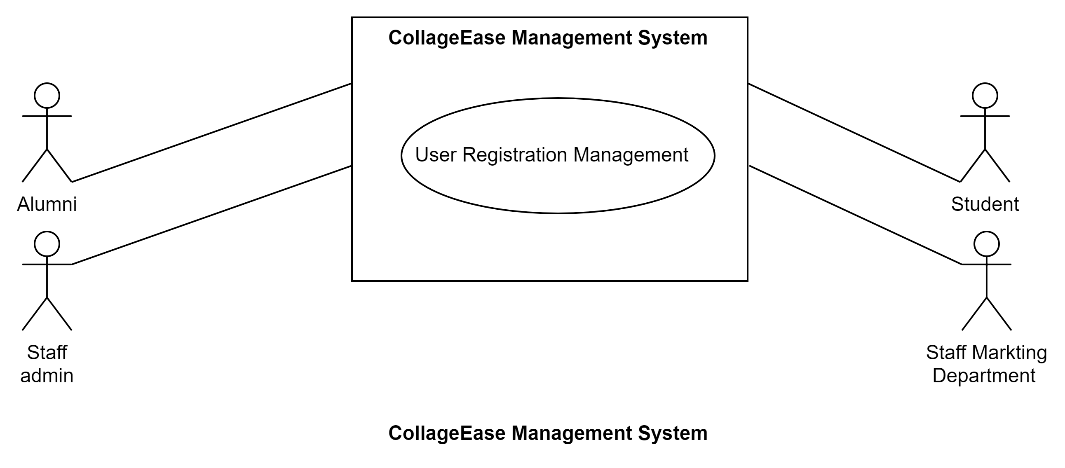 CollageEase Management System
User Registration Management
Alumni
Student
Staff
admin
Staff Markting
Department
CollageEase Management System